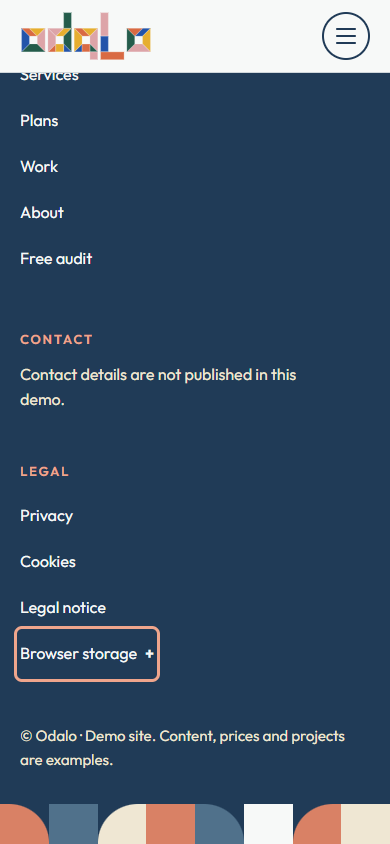 odaLo
Services
Plans
Work
About
Free audit
CONTACT
Contact details are not published in this
demo.
LEGAL
Privacy
Cookies
Legal notice
Browser storage +
© Odalo · Demo site. Content, prices and projects
are examples.